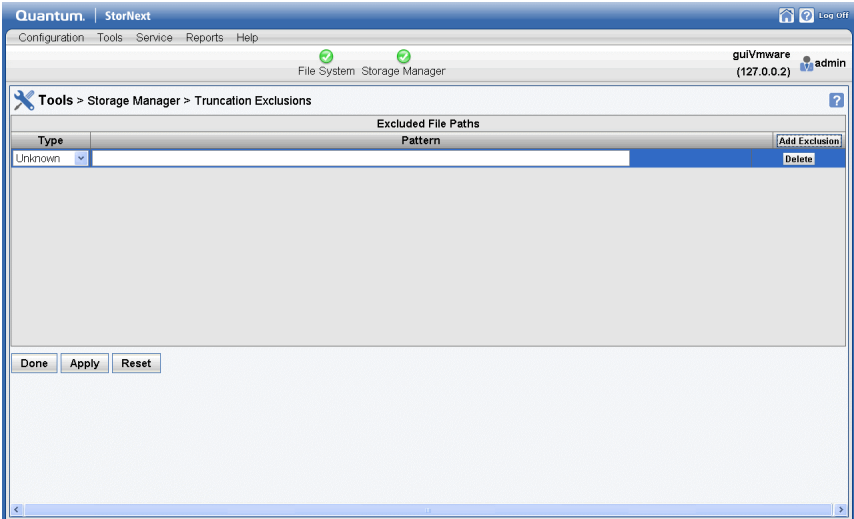 Quantum. StorNext Log Off
Configuration Tools Service Reports Help
File System Storage Manager
guiVmware
(127.0.0.2)
admin
Tools > Storage Manager > Truncation Exclusions
Excluded File Paths
Type Pattern Add Exclusion
Unknown Delete
Done Apply Reset